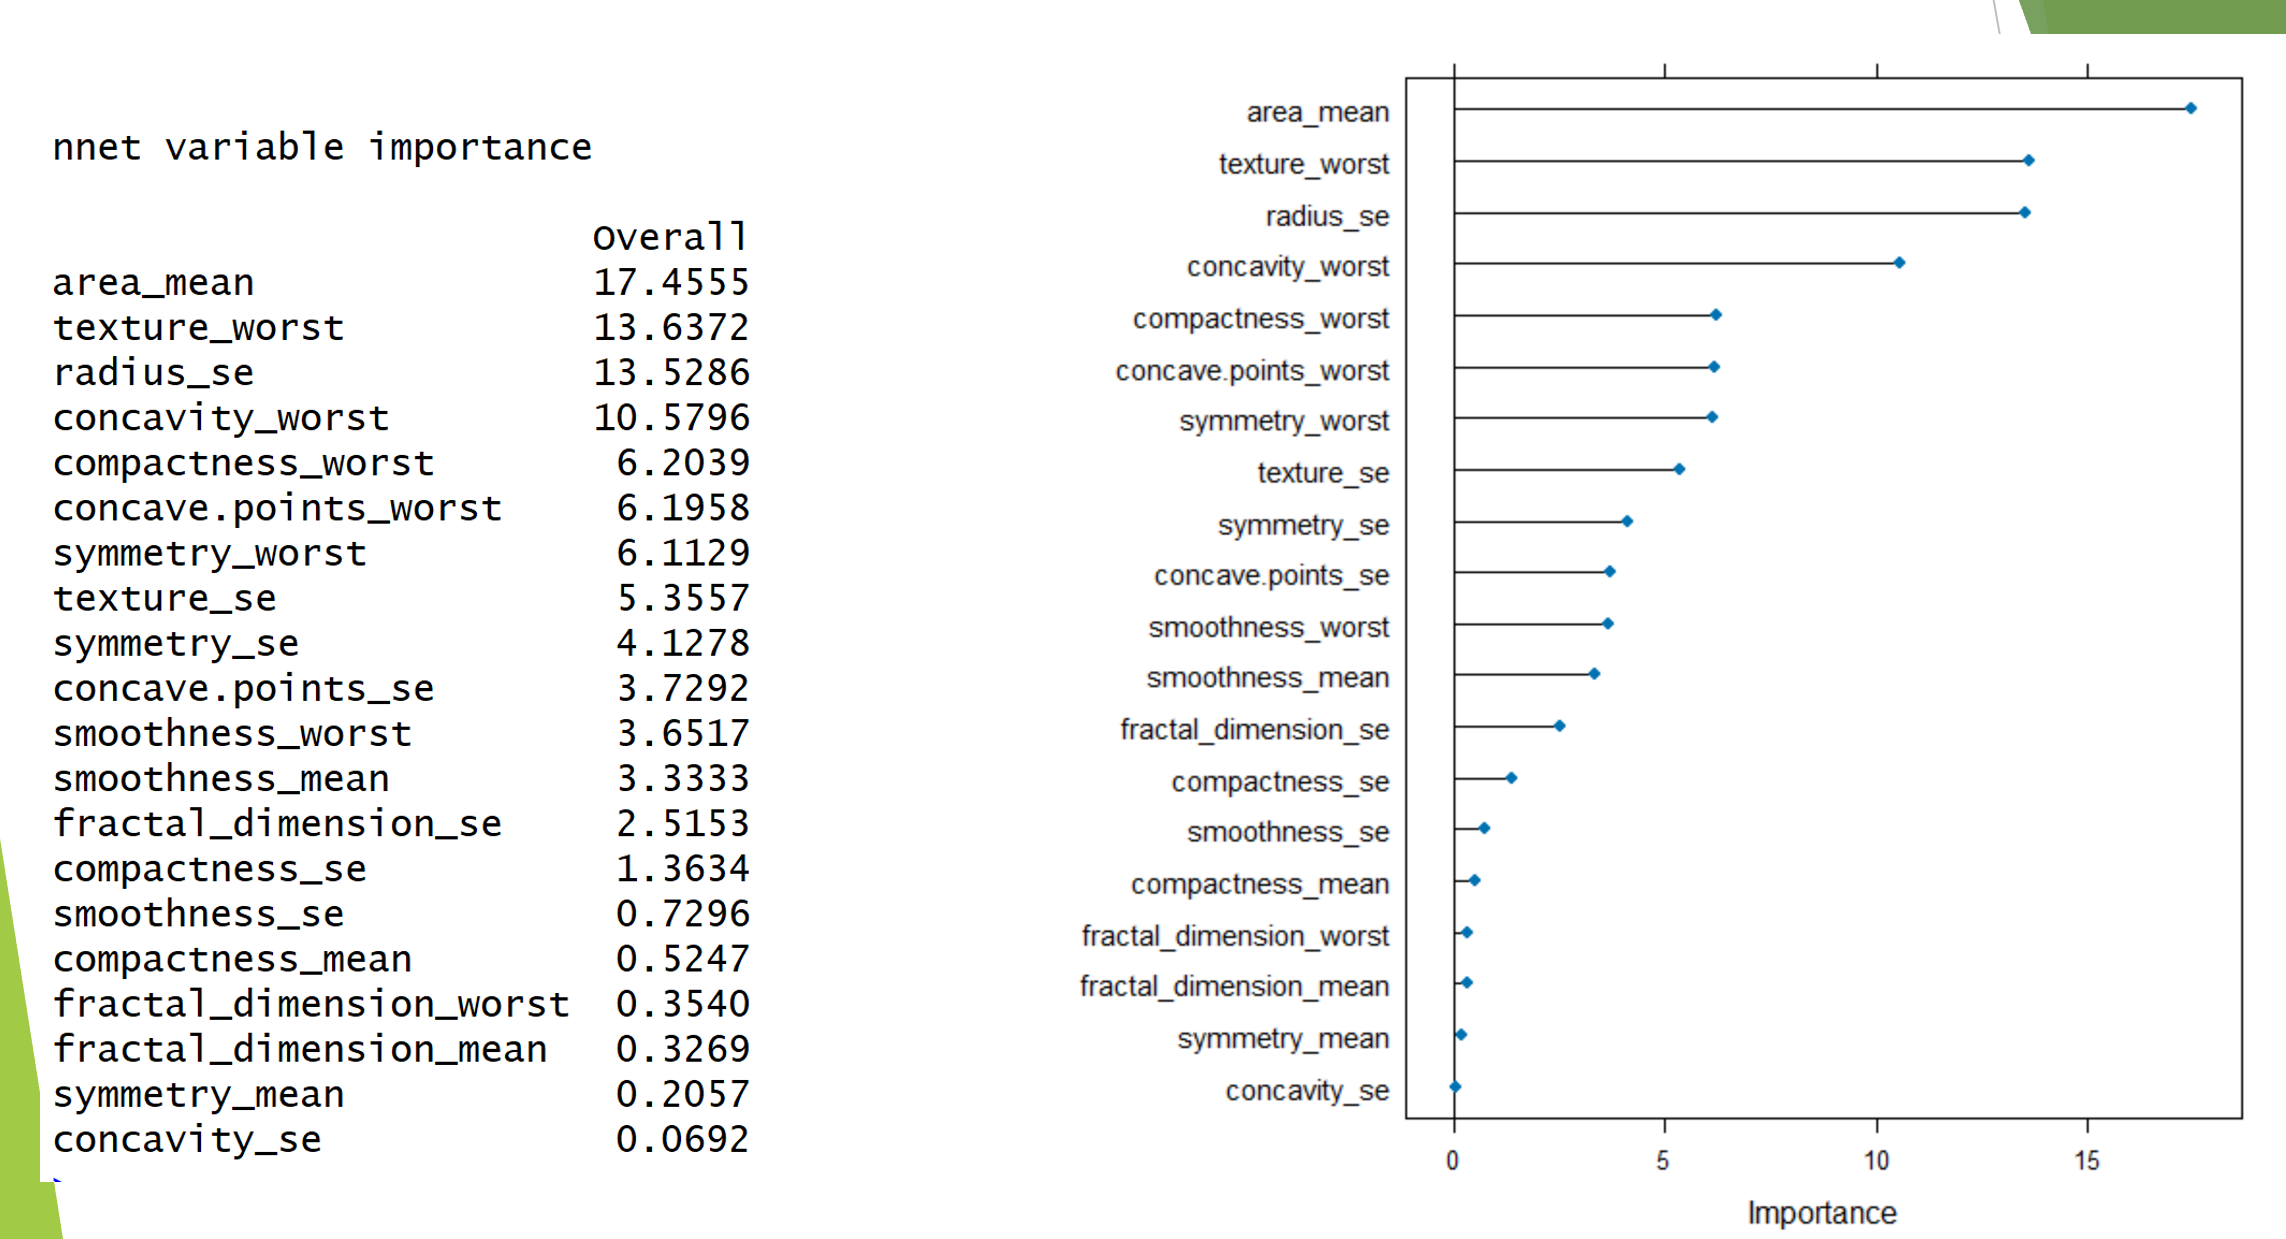 nnet variable importance
Overall
area_mean 17.4555
texture_worst 13.6372
radius_se 13.5286
concavity_worst 10.5796
compactness_worst 6.2039
concave.points_worst 6.1958
symmetry_worst 6.1129
texture_se 5.3557
symmetry_se 4.1278
concave.points_se 3.7292
smoothness_worst 3.6517
smoothness_mean 3.3333
fractal_dimension_se 2.5153
compactness_se 1.3634
smoothness_se 0.7296
compactness_mean 0.5247
fractal_dimension_worst 0.3540
fractal_dimension_mean 0.3269
symmetry_mean 0.2057
concavity_se 0.0692
area_mean
texture_worst
radius_se
concavity_worst
compactness_worst
concave.points_worst
symmetry_worst
texture_se
symmetry_se
concave.points_se
smoothness_worst
smoothness_mean
fractal_dimension_se
compactness_se
smoothness_se
compactness_mean
fractal_dimension_worst
fractal_dimension_mean
symmetry_mean
concavity_se
0 5 10 15
Importance